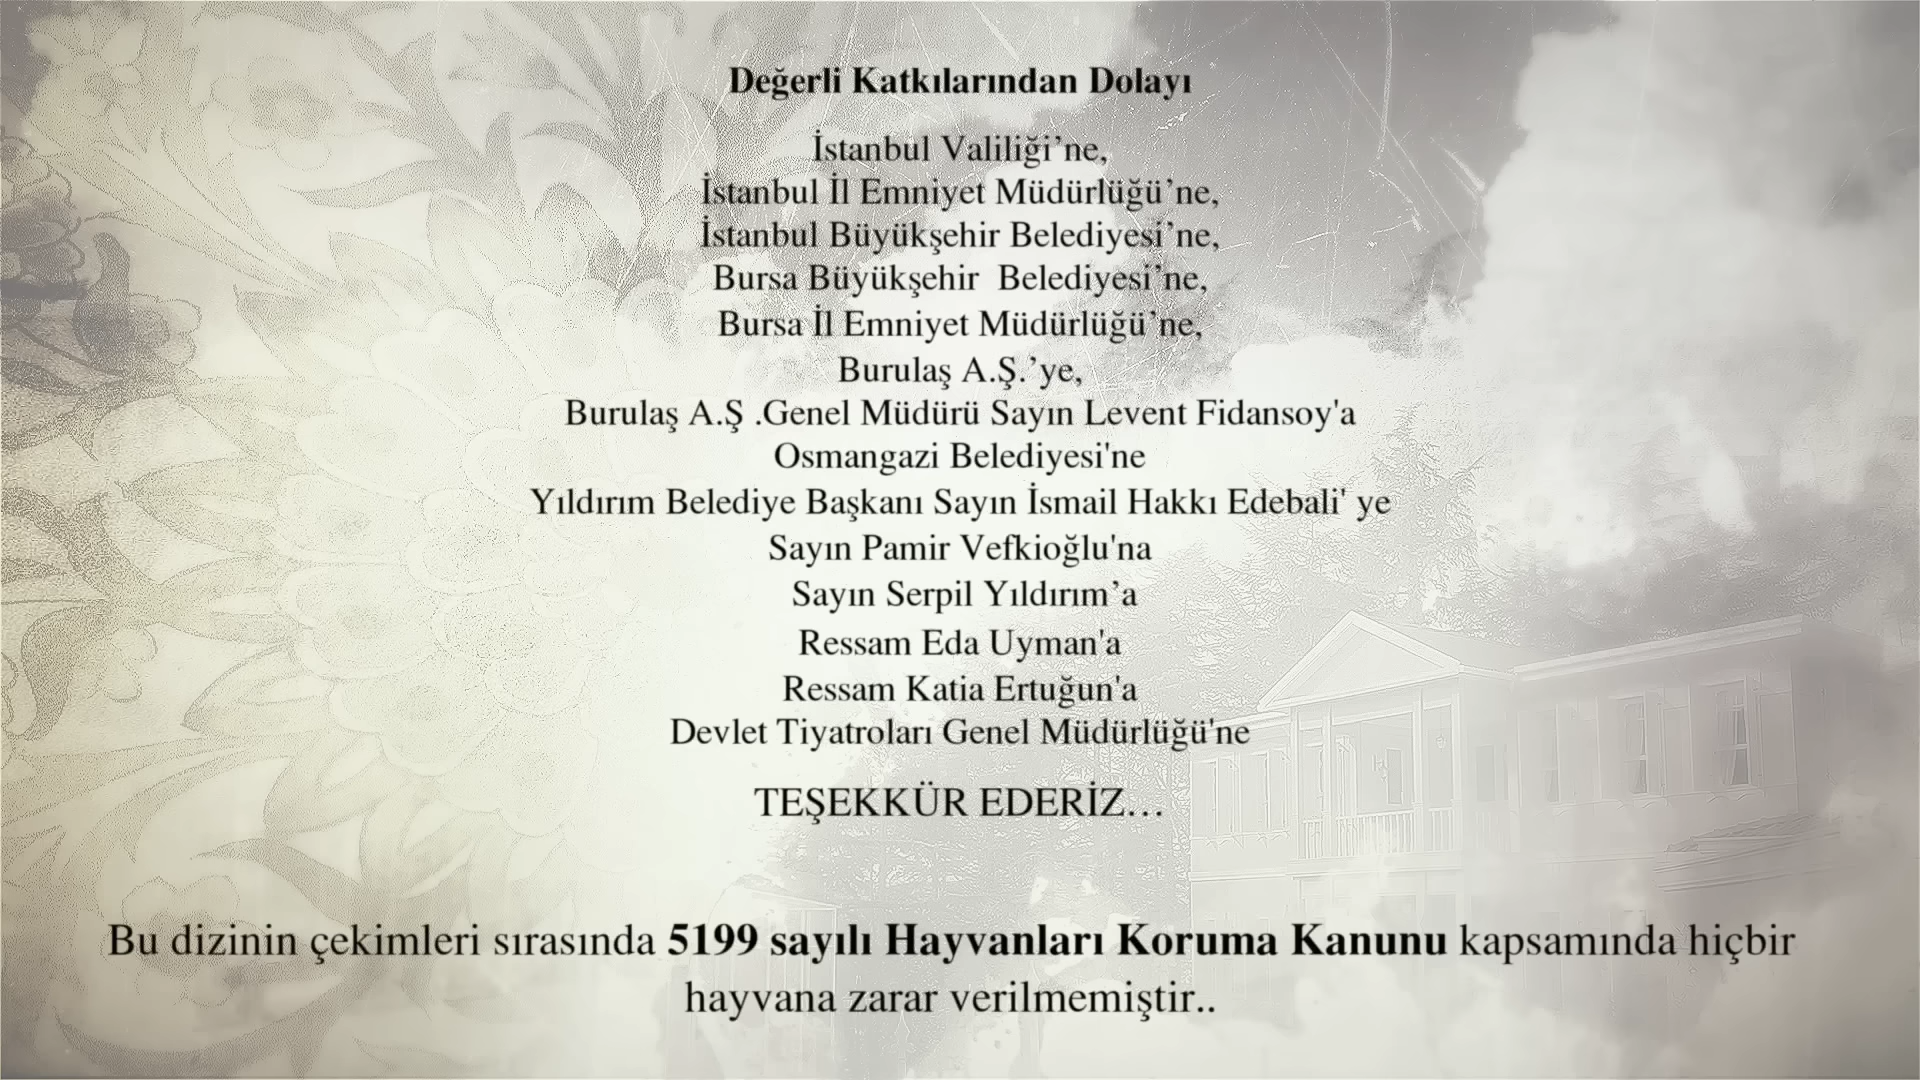 Değerli Katkılarından Dolayı
İstanbul Valiliği’ne,
İstanbul İl Emniyet Müdürlüğü’ne,
İstanbul Büyükşehir Belediyesi’ne,
Bursa Büyükşehir  Belediyesi’ne,
Bursa İl Emniyet Müdürlüğü’ne,
Burulaş A.Ş.’ye,
Burulaş A.Ş .Genel Müdürü Sayın Levent Fidansoy'a
Osmangazi Belediyesi'ne
Yıldırım Belediye Başkanı Sayın İsmail Hakkı Edebali' ye
Sayın Pamir Vefkioğlu'na
Sayın Serpil Yıldırım’a
Ressam Eda Uyman'a
Ressam Katia Ertuğun'a
Devlet Tiyatroları Genel Müdürlüğü'ne
TEŞEKKÜR EDERİZ…
Bu dizinin çekimleri sırasında 5199 sayılı Hayvanları Koruma Kanunu kapsamında hiçbir
hayvana zarar verilmemiştir..